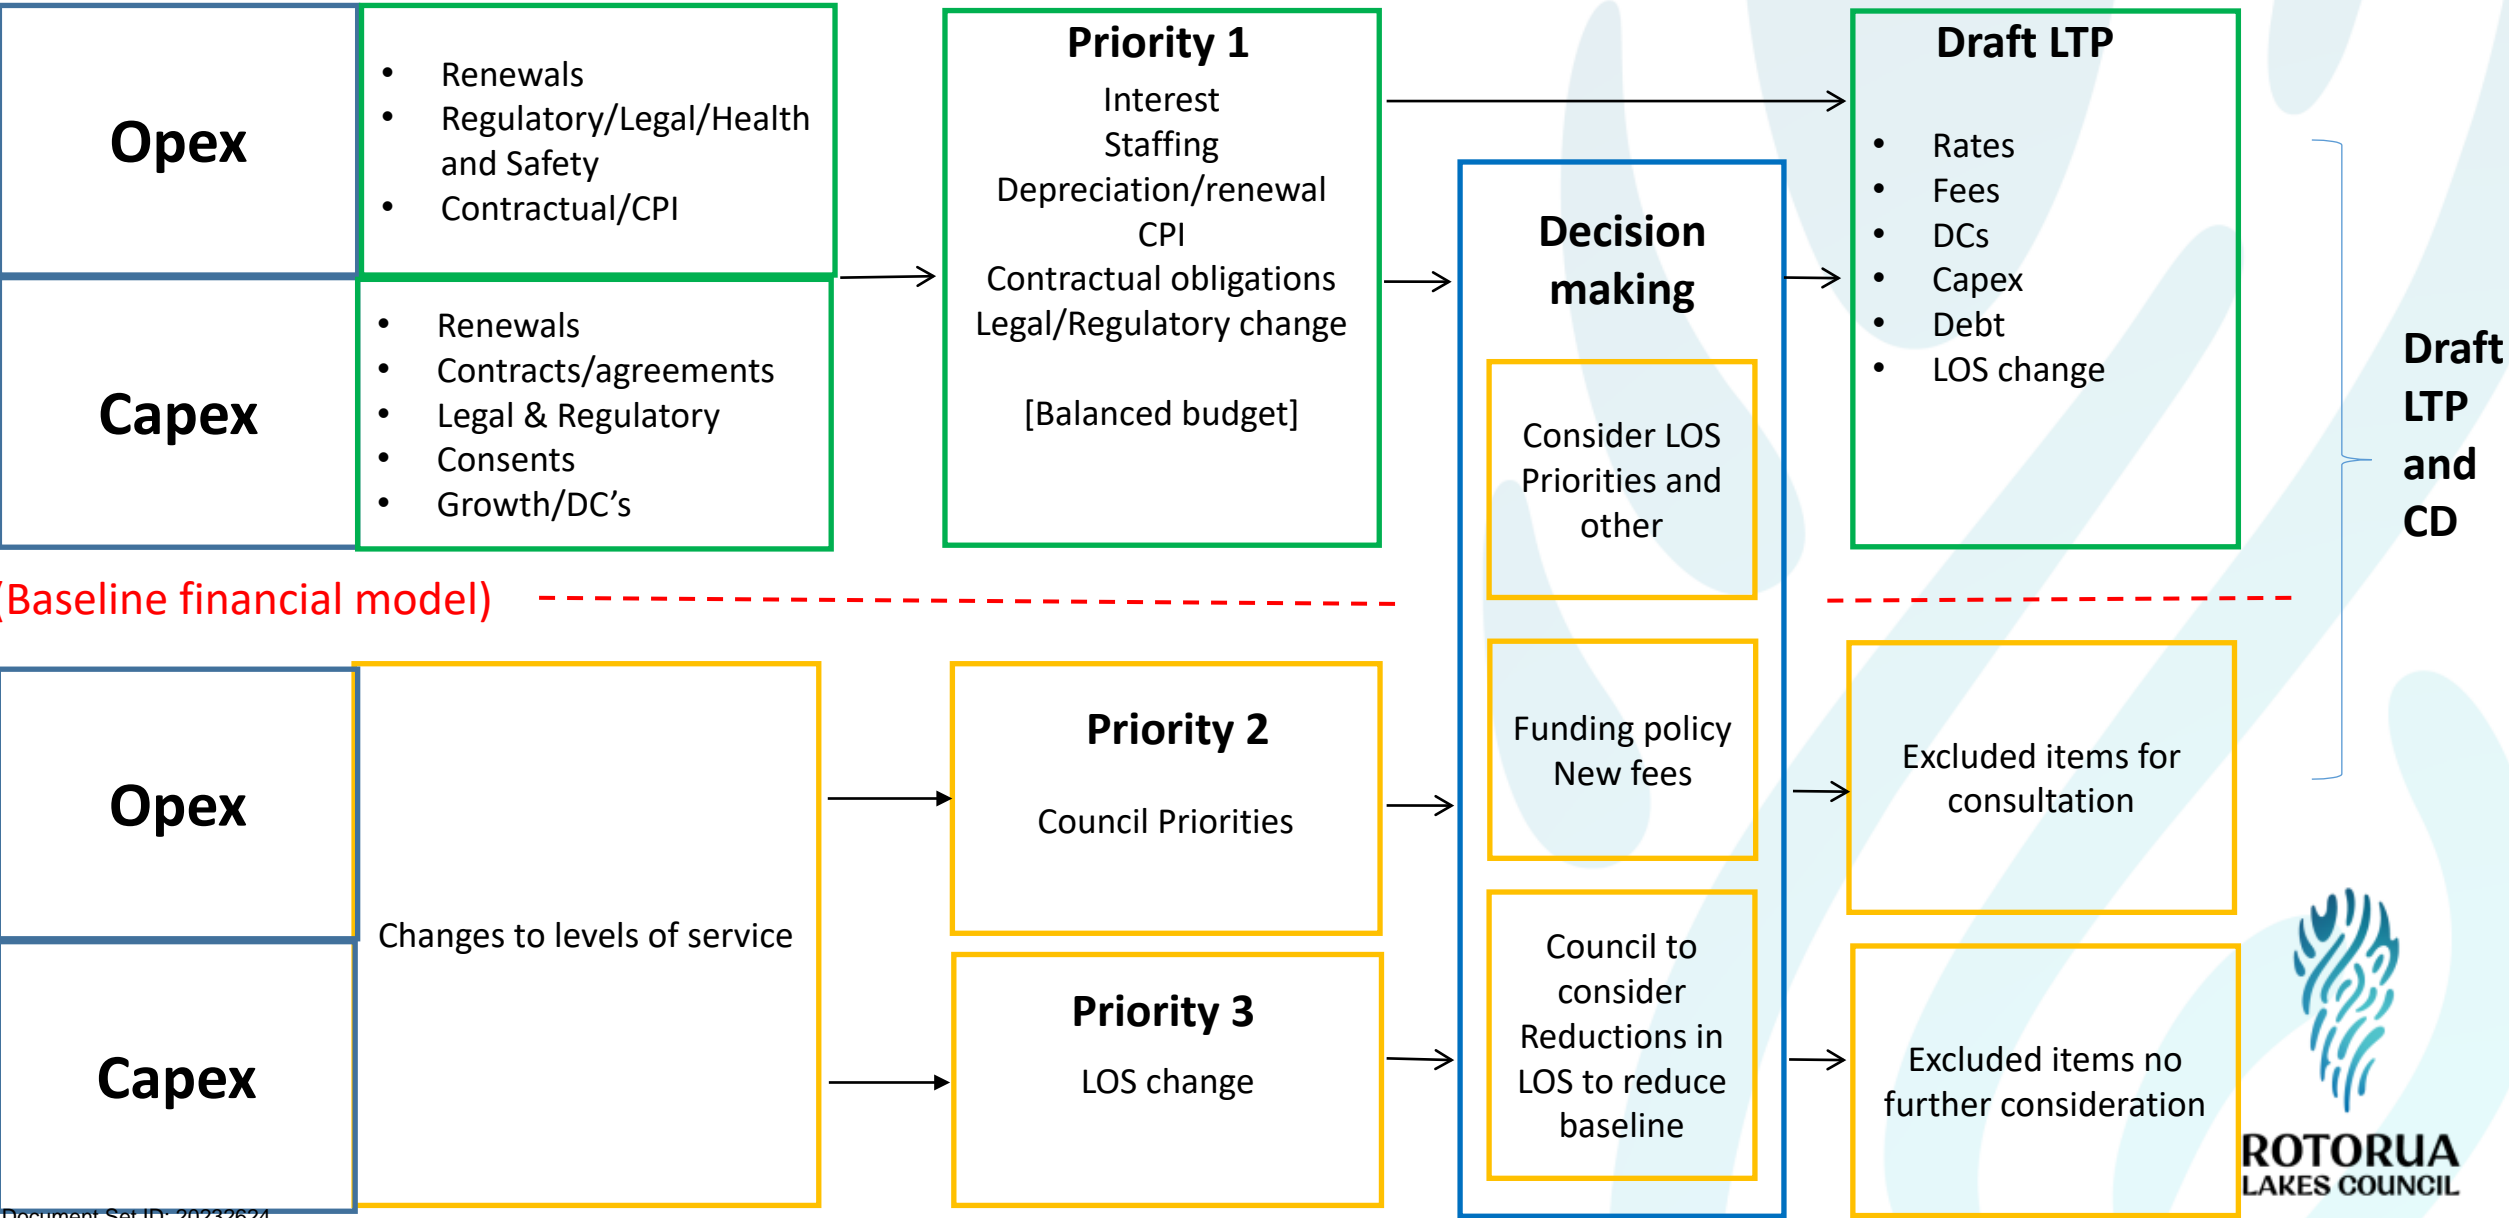 Opex
• Renewals
• Regulatory/Legal/Health
and Safety
• Contractual/CPI
Capex
• Renewals
• Contracts/agreements
• Legal & Regulatory
• Consents
• Growth/DC’s
Priority 1
Interest
Staffing
Depreciation/renewal
CPI
Contractual obligations
Legal/Regulatory change
[Balanced budget]
Decision
making
Consider LOS
Priorities and
other
Funding policy
New fees
Council to
consider
Reductions in
LOS to reduce
baseline
Draft LTP
• Rates
• Fees
• DCs
• Capex
• Debt
• LOS change
Draft
LTP
and
CD
(Baseline financial model)
Opex
Capex
Changes to levels of service
Priority 2
Council Priorities
Priority 3
LOS change
Excluded items for
consultation
Excluded items no
further consideration
ROTORUA
LAKES COUNCIL
Document Set ID: 20232624